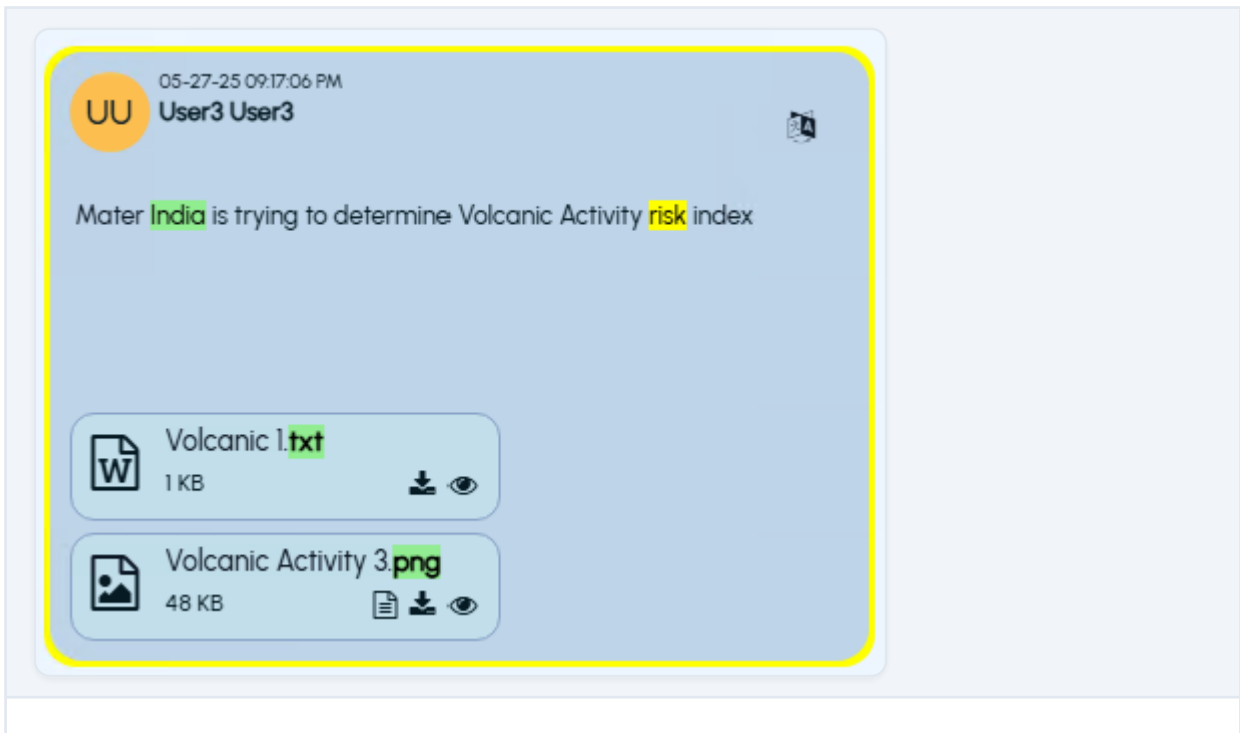 05-27-25 09:17:06 PM
UU
User3 User3
Mater India is trying to determine Volcanic Activity risk index
Volcanic 1.txt
1 KB
Volcanic Activity 3.png
48 KB